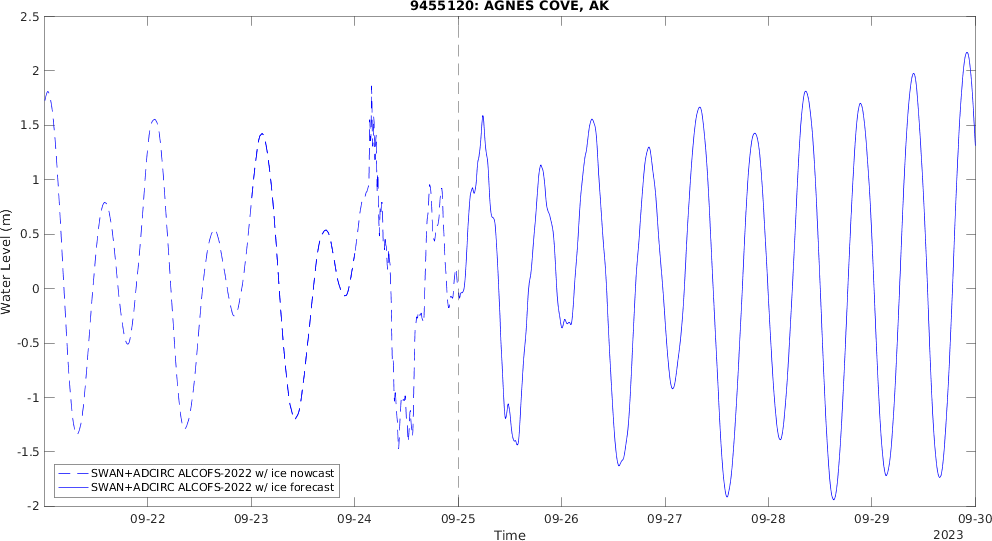 9455120: AGNES COVE, AK
2.5
2
1.5
1
0.5
0
-0.5
-1
-1.5
-2
Water Level (m)
SWAN+ADCIRC ALCOFS-2022 w/ ice nowcast
SWAN+ADCIRC ALCOFS-2022 w/ ice forecast
09-22 09-23 09-24 09-25 09-26 09-27 09-28 09-29 09-30
Time
2023